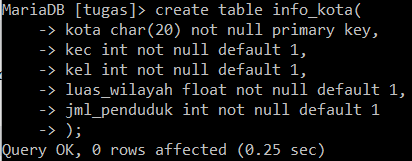 MariaDB [tugas]> create table info_kota(
    -> kota char(20) not null primary key,
    -> kec int not null default 1,
    -> kel int not null default 1,
    -> luas_wilayah float not null default 1,
    -> jml_penduduk int not null default 1
    -> );
Query OK, 0 rows affected (0.25 sec)